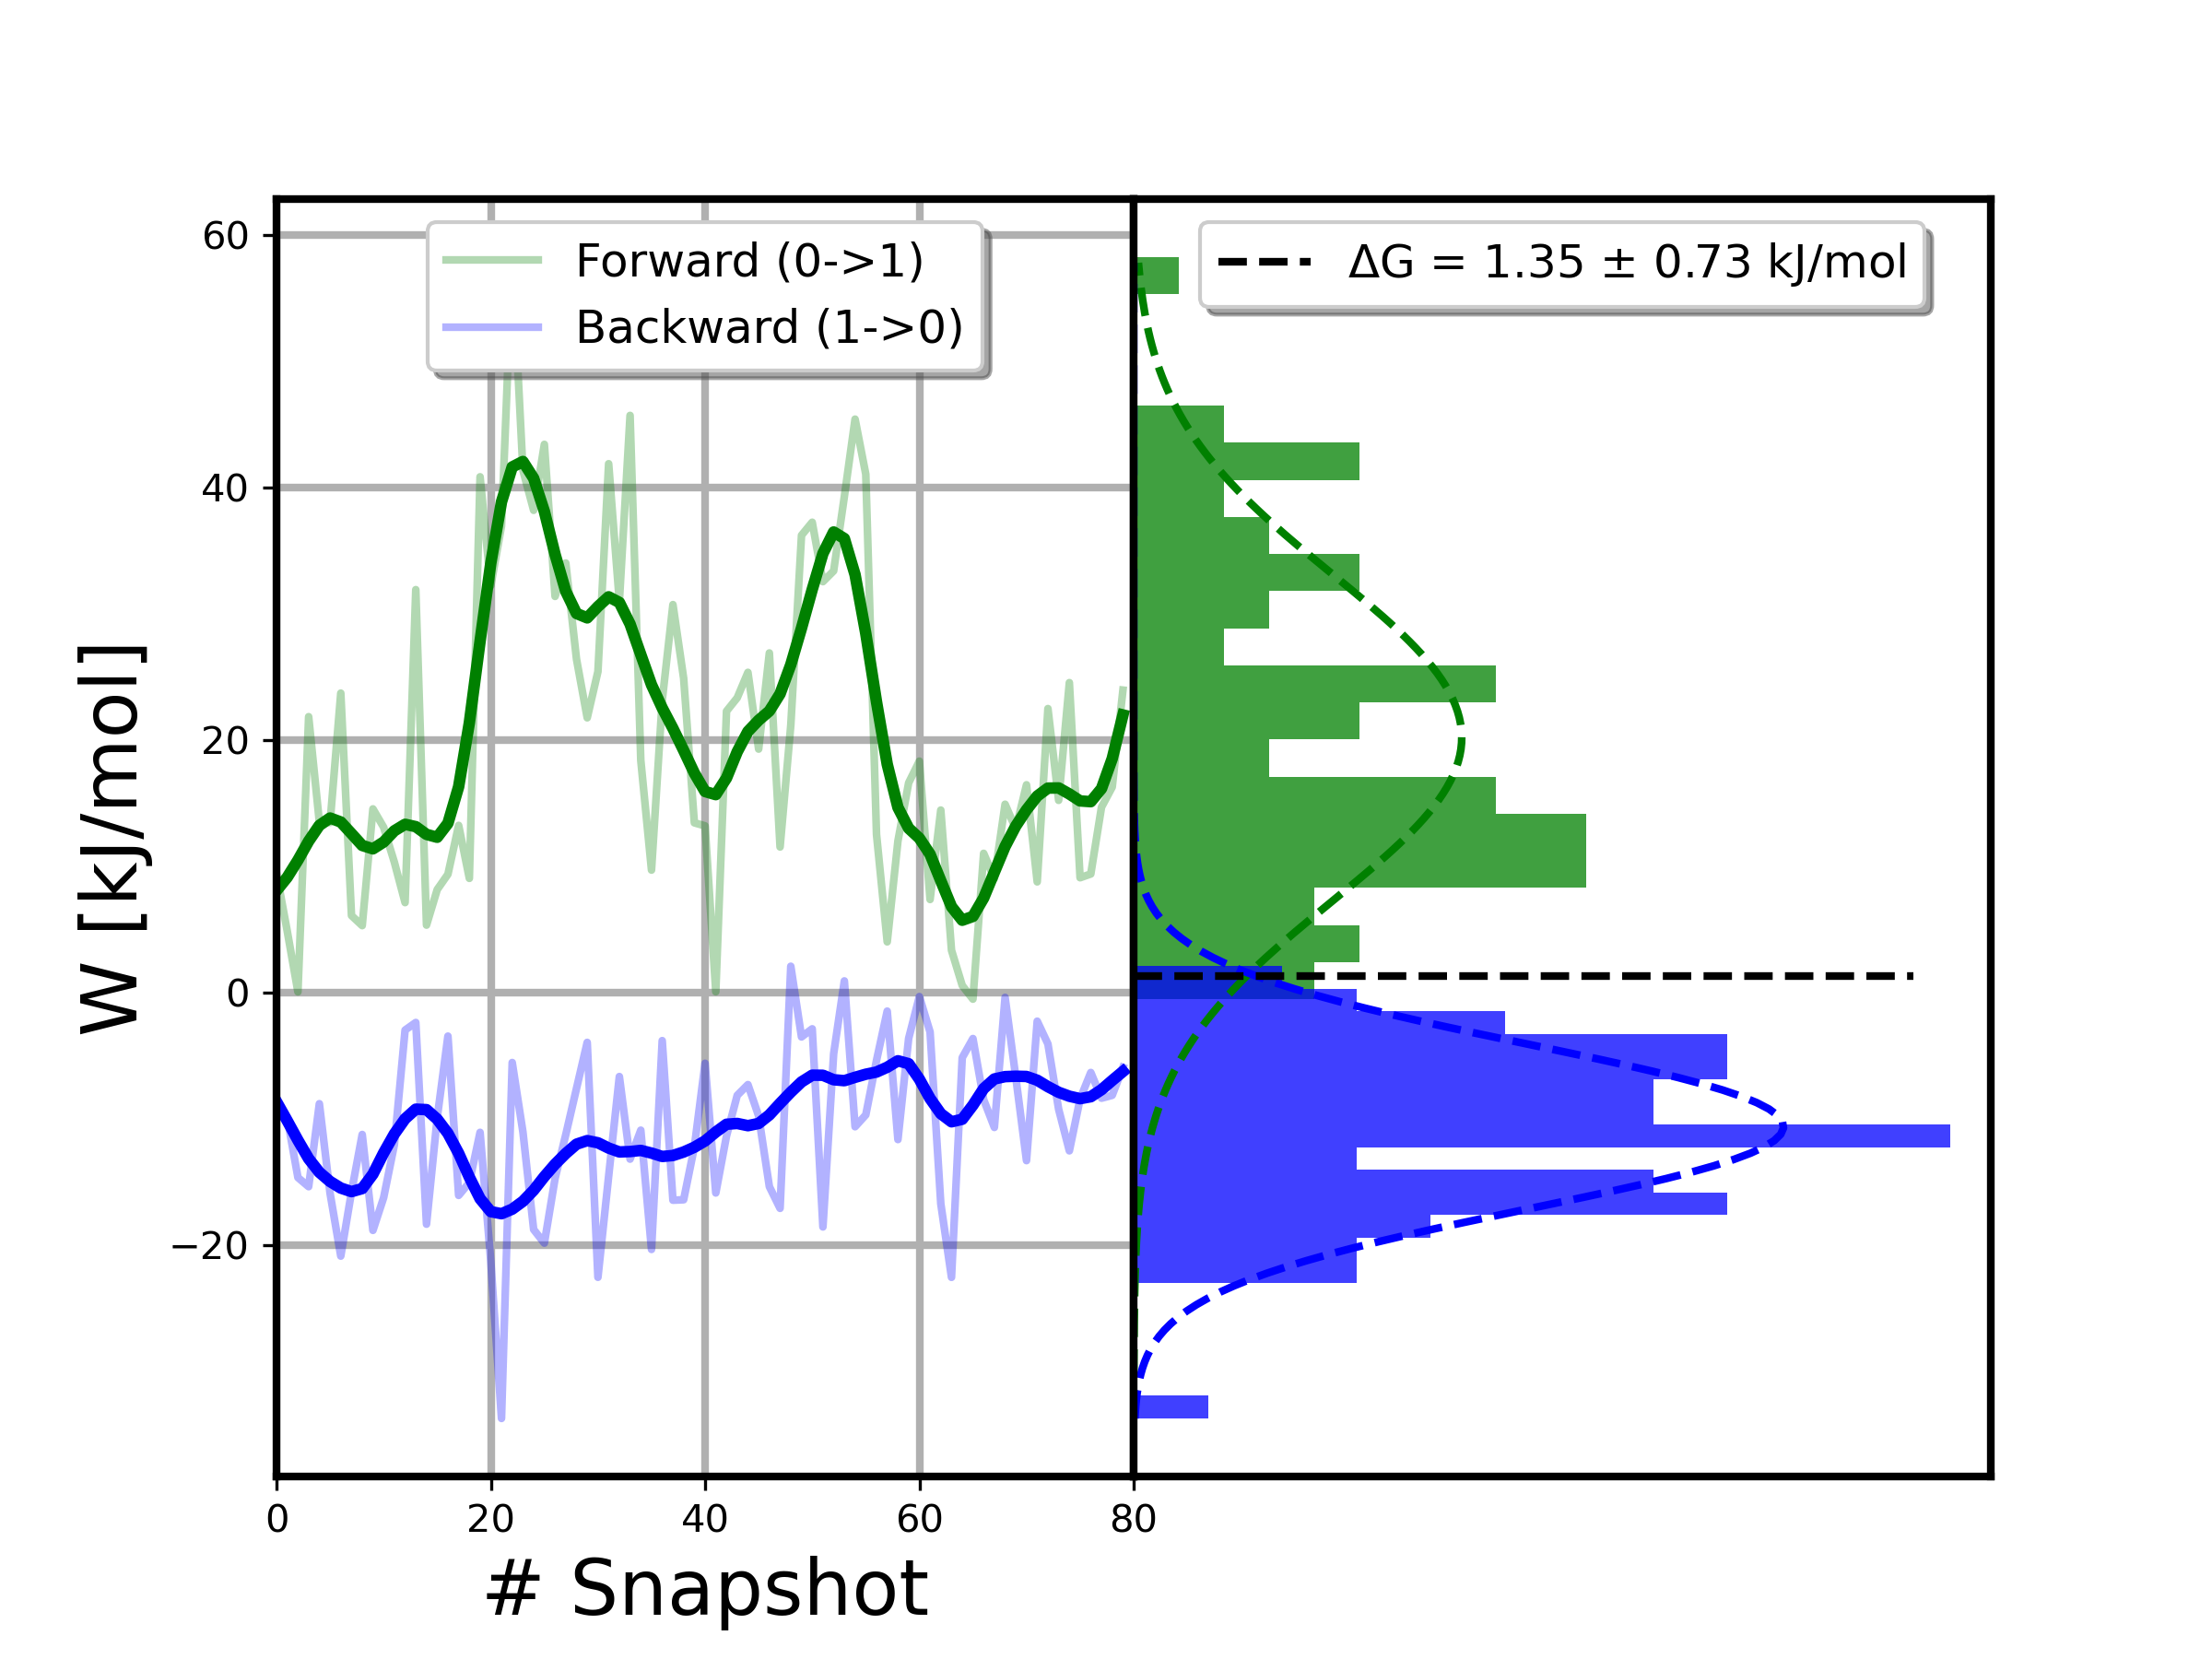 Forward (0->1)
Backward (1->0)
ΔG = 1.35 ± 0.73 kJ/mol
W [kJ/mol]
60
40
20
0
−20
0 20 40 60 80
# Snapshot